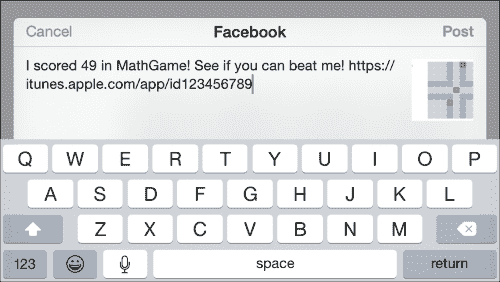 Cancel Facebook Post
I scored 49 in MathGame! See if you can beat me! https://
itunes.apple.com/app/id123456789
Q W E R T Y U I O P
A S D F G H J K L
Z X C V B N M
123 space return